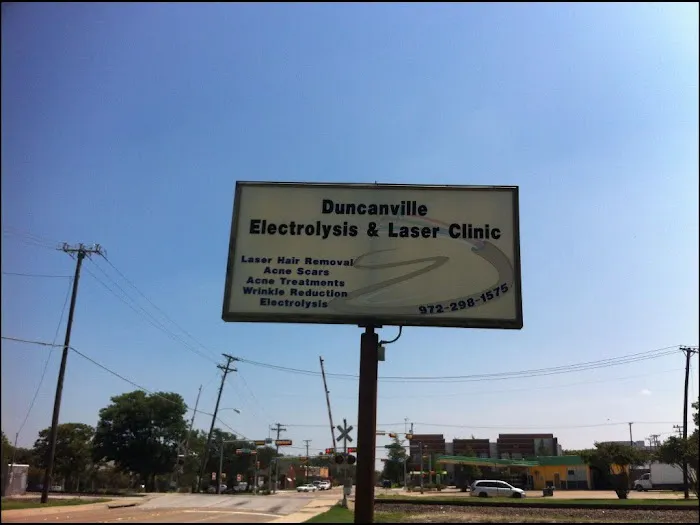 Duncanville
Electrolysis & Laser Clinic
Laser Hair Removal
Acne Scars
Acne Treatments
Wrinkle Reduction
Electrolysis
972-298-1575